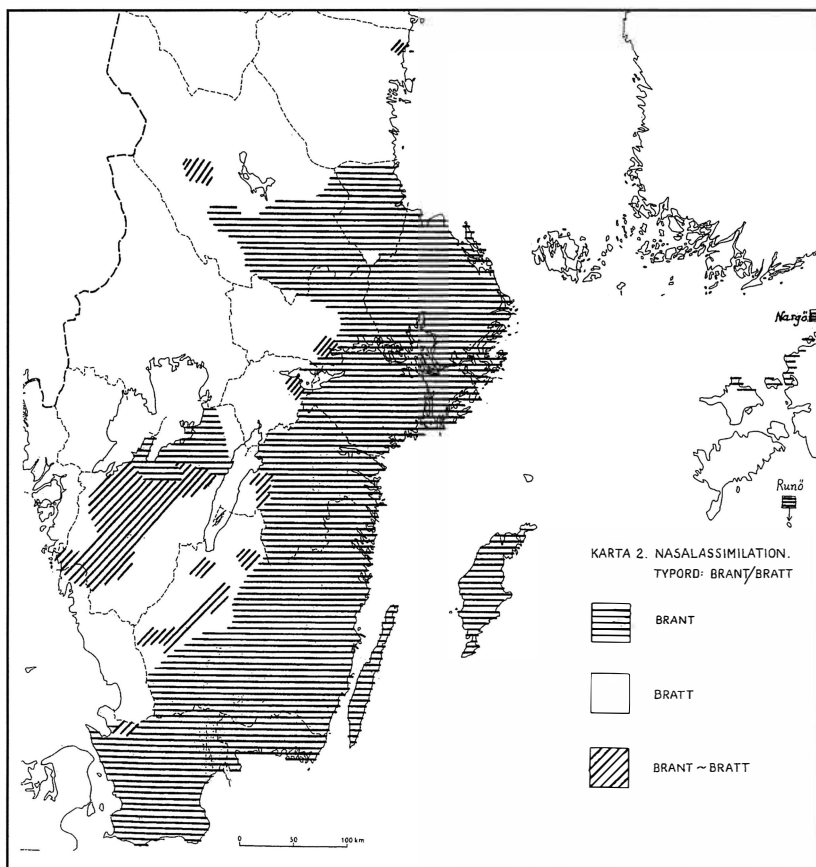 Nargö
Runö
KARTA 2. NASALASSIMILATION.
TYPORD: BRANT/BRATT
BRANT
BRATT
BRANT ~ BRATT
0 50 100 km